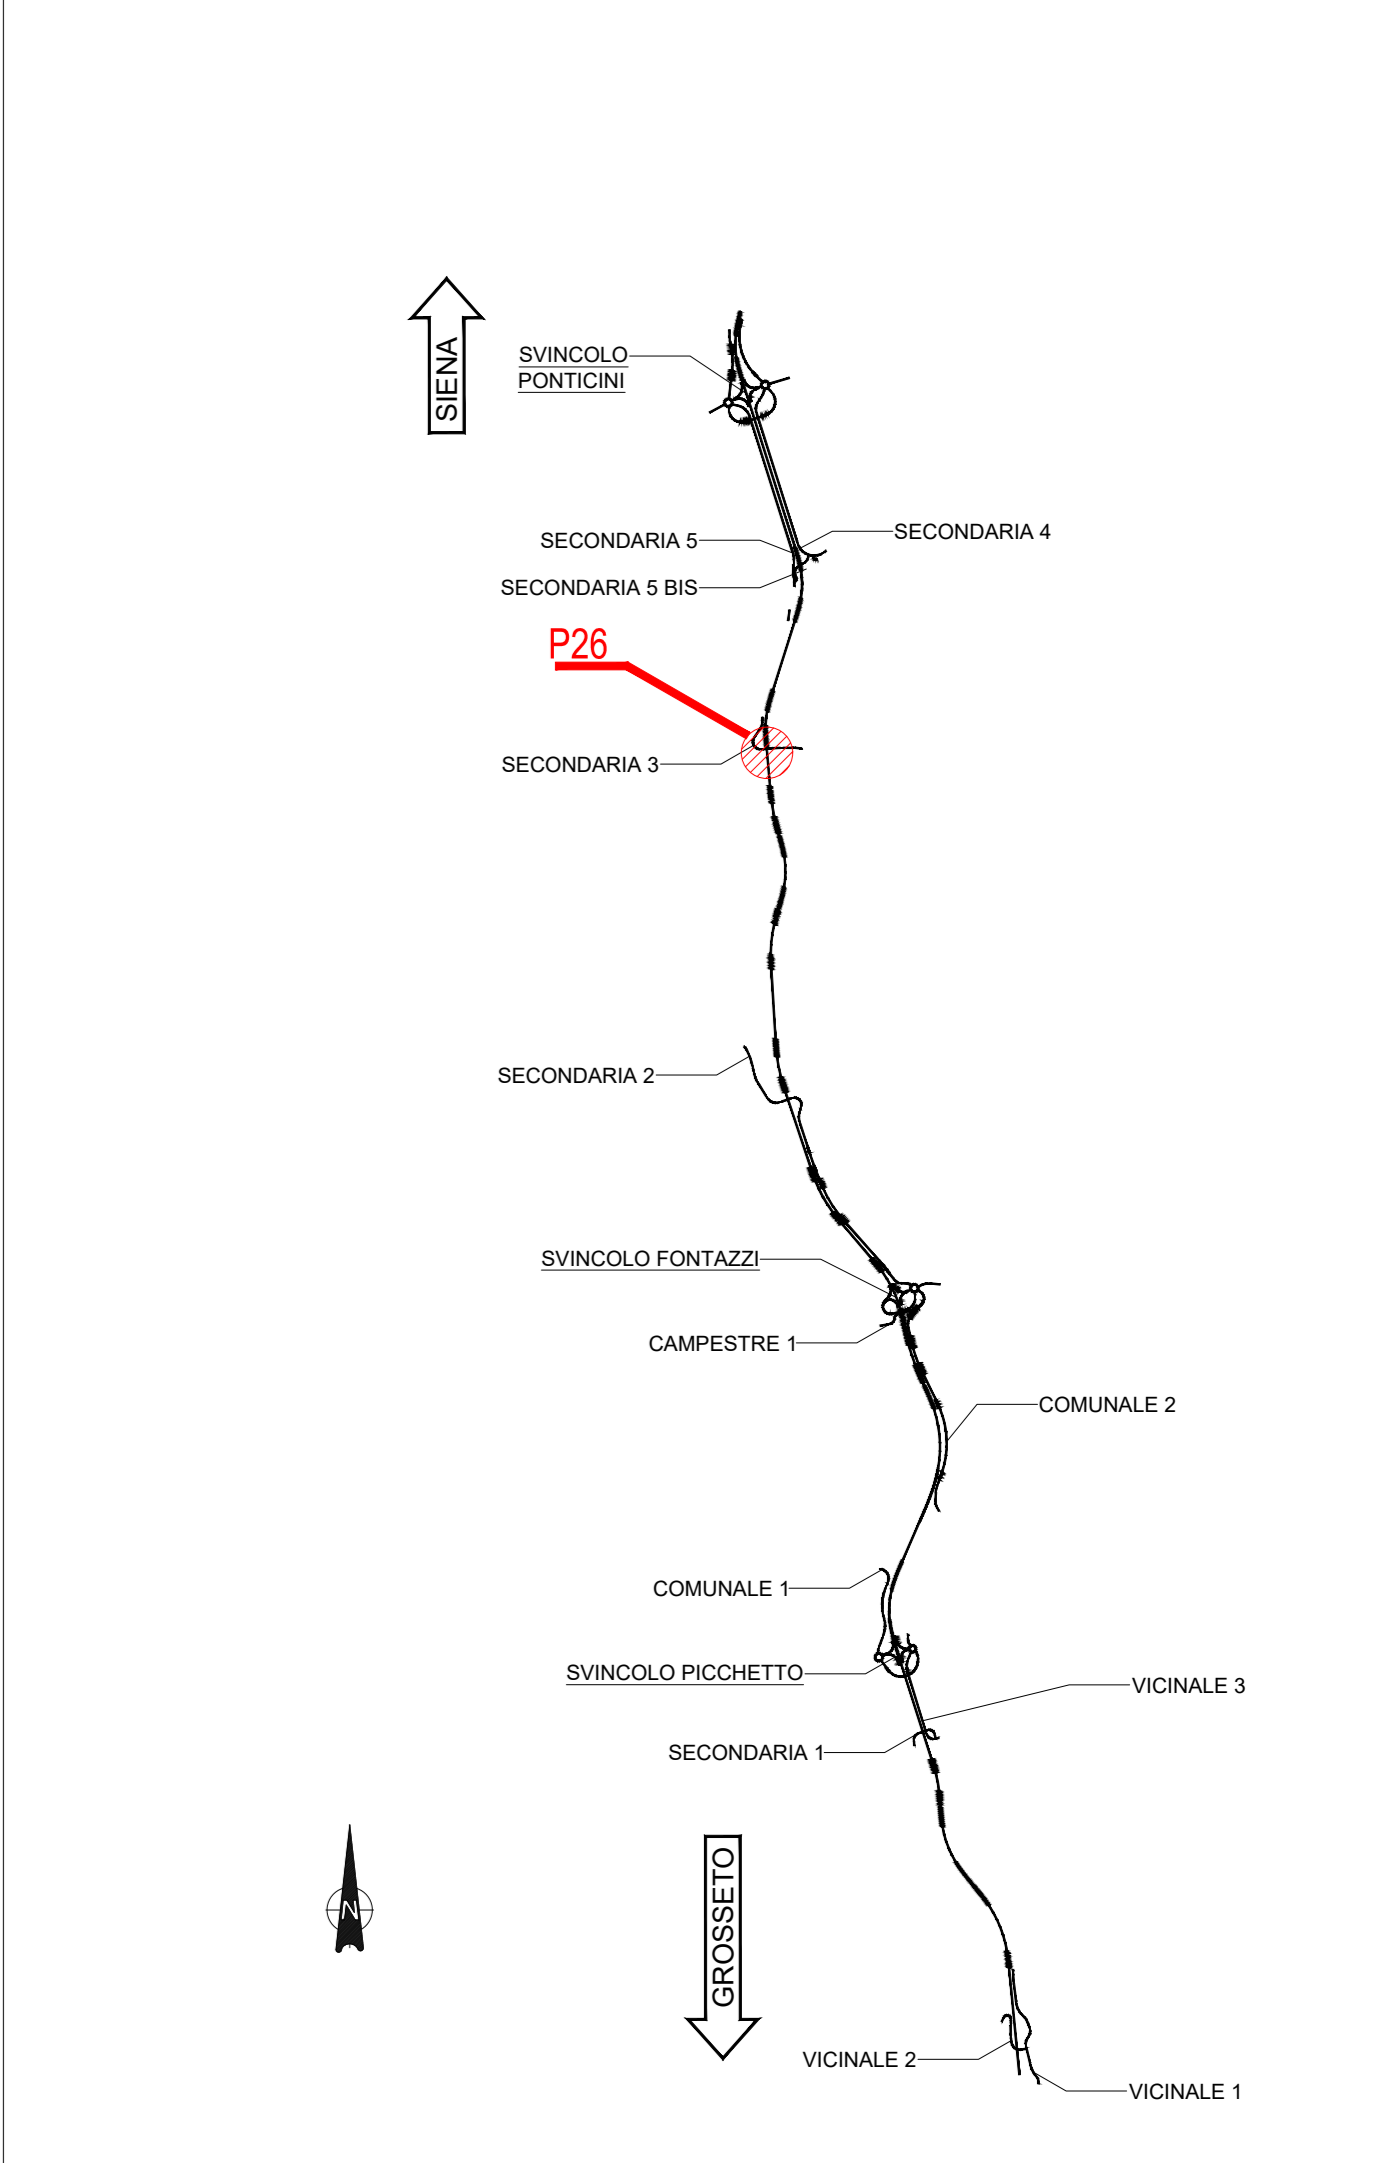 SIENA
SVINCOLO
PONTICINI
SECONDARIA 4
SECONDARIA 5
SECONDARIA 5 BIS
P26
SECONDARIA 3
SECONDARIA 2
SVINCOLO FONTAZZI
CAMPESTRE 1
COMUNALE 2
COMUNALE 1
SVINCOLO PICCHETTO
VICINALE 3
SECONDARIA 1
N
GROSSETO
VICINALE 2
VICINALE 1